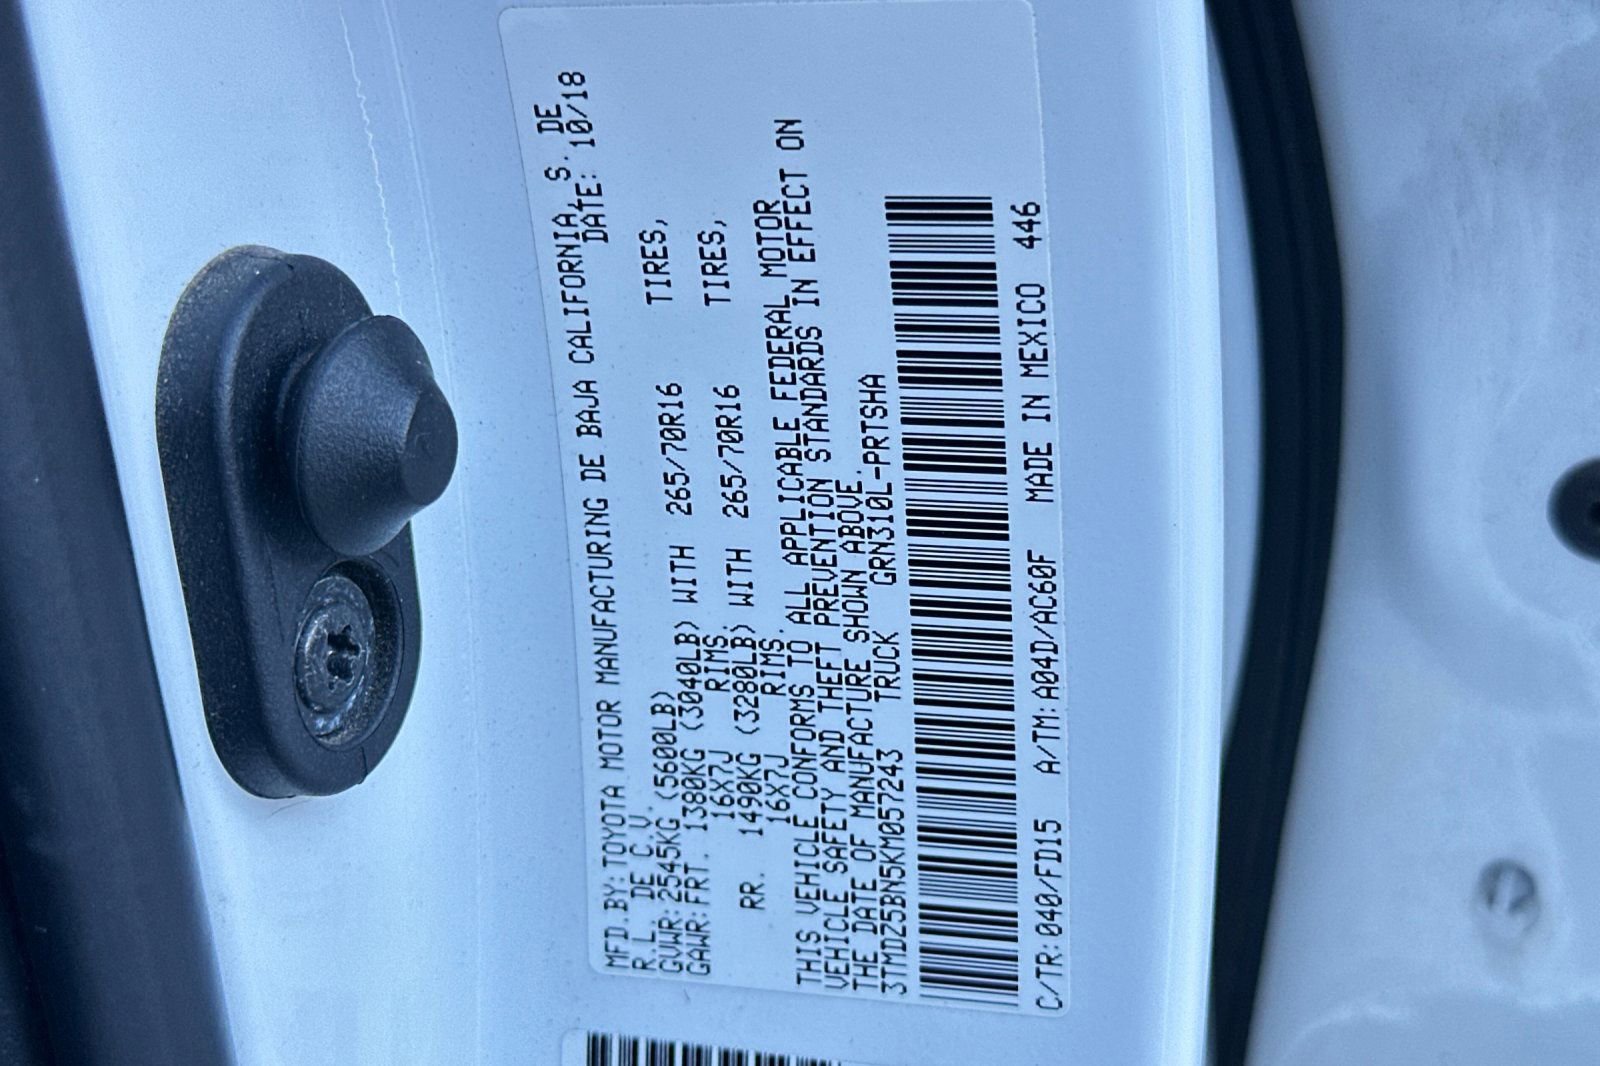 MFD.BY:TOYOTA MOTOR MANUFACTURING DE BAJA CALIFORNIA, S. DE
R.L. DE C.V. DATE: 10/18
GVWR:2545KG (5600LB)
GAWR:FRT. 1380KG (3040LB) WITH 265/70R16 TIRES,
16X7J RIMS.
RR. 1490KG (3280LB) WITH 265/70R16 TIRES,
16X7J RIMS.
THIS VEHICLE CONFORMS TO ALL APPLICABLE FEDERAL MOTOR
VEHICLE SAFETY AND THEFT PREVENTION STANDARDS IN EFFECT ON
THE DATE OF MANUFACTURE SHOWN ABOVE.
3TMDZ5BN5KM057243 TRUCK GRN310L-PRTSHA
C/TR:040/FD15 A/TM:A04D/AC60F MADE IN MEXICO 446